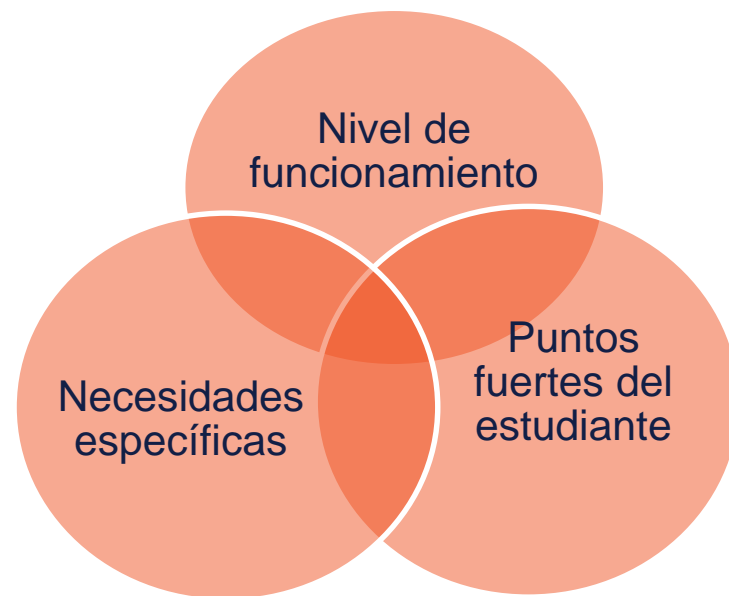 Nivel de
funcionamiento
Necesidades
específicas
Puntos
fuertes del
estudiante